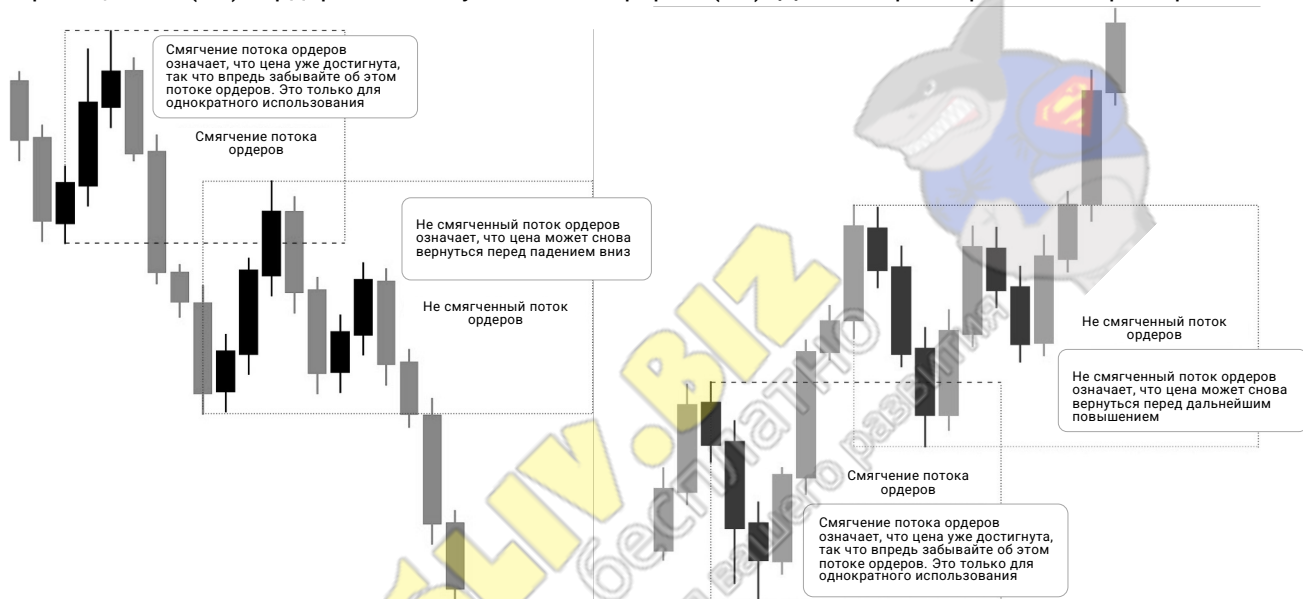 Смягчение потока ордеров
означает, что цена уже достигнута,
так что впредь забывайте об этом
потоке ордеров. Это только для
однократного использования
Смягчение потока
ордеров
Не смягченный поток ордеров
означает, что цена может снова
вернуться перед падением вниз
Не смягченный поток
ордеров
Не смягченный поток
ордеров
Не смягченный поток ордеров
означает, что цена может снова
вернуться перед дальнейшим
повышением
Смягчение потока
ордеров
Смягчение потока ордеров
означает, что цена уже достигнута,
так что впредь забывайте об этом
потоке ордеров. Это только для
однократного использования
LIV.BIZ
бесплатно
вашего развития